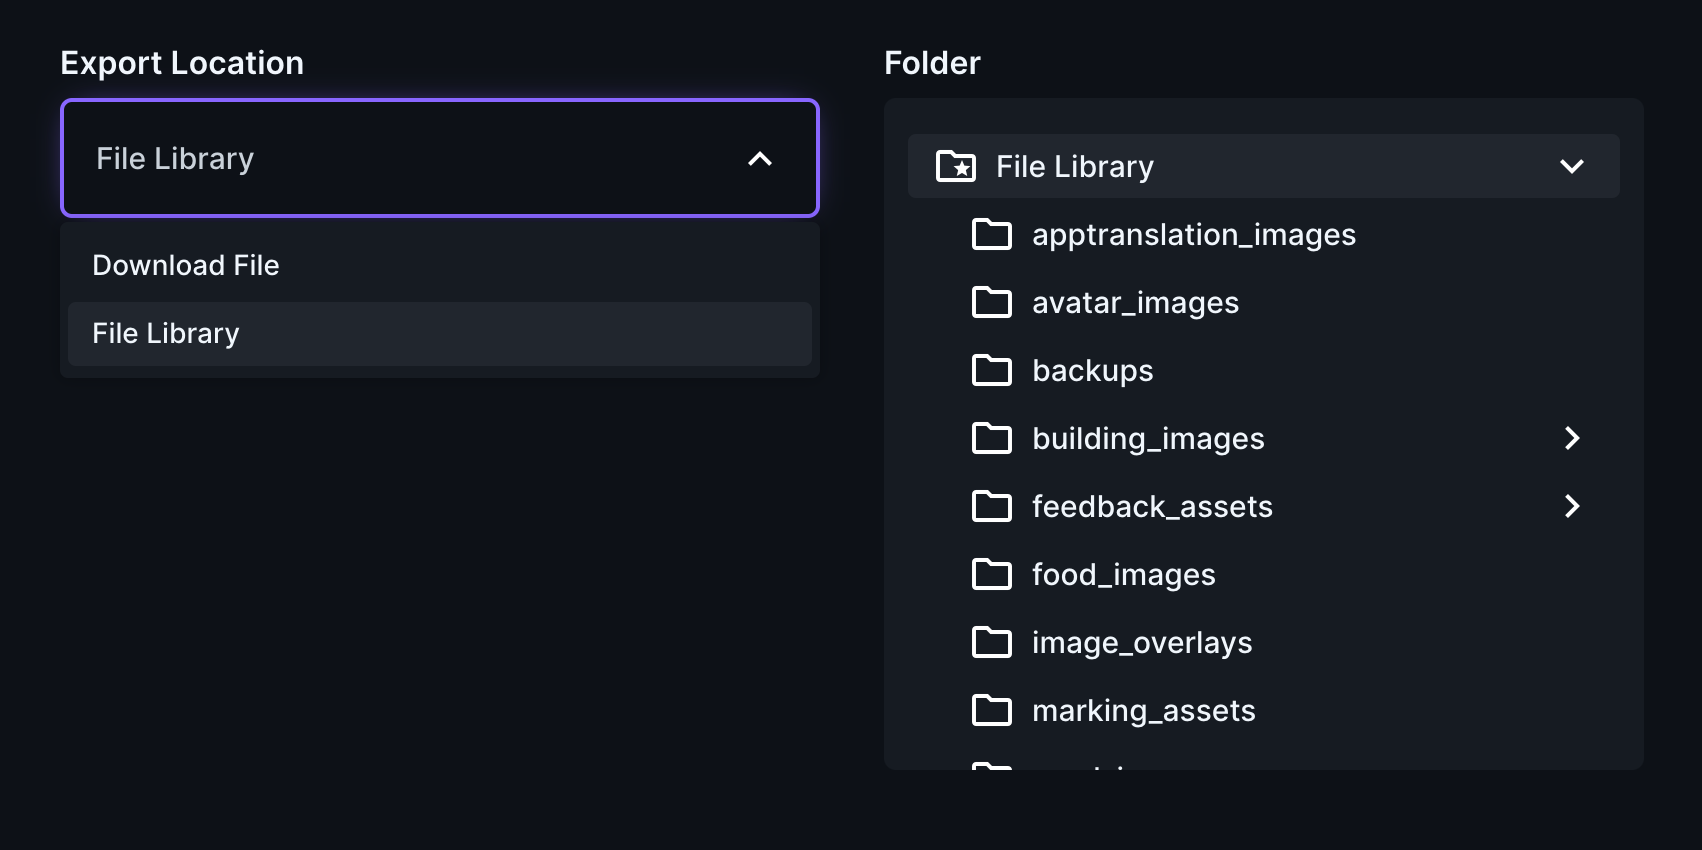 Export Location
File Library
Download File
File Library
Folder
File Library
apptranslation_images
avatar_images
backups
building_images
feedback_assets
food_images
image_overlays
marking_assets